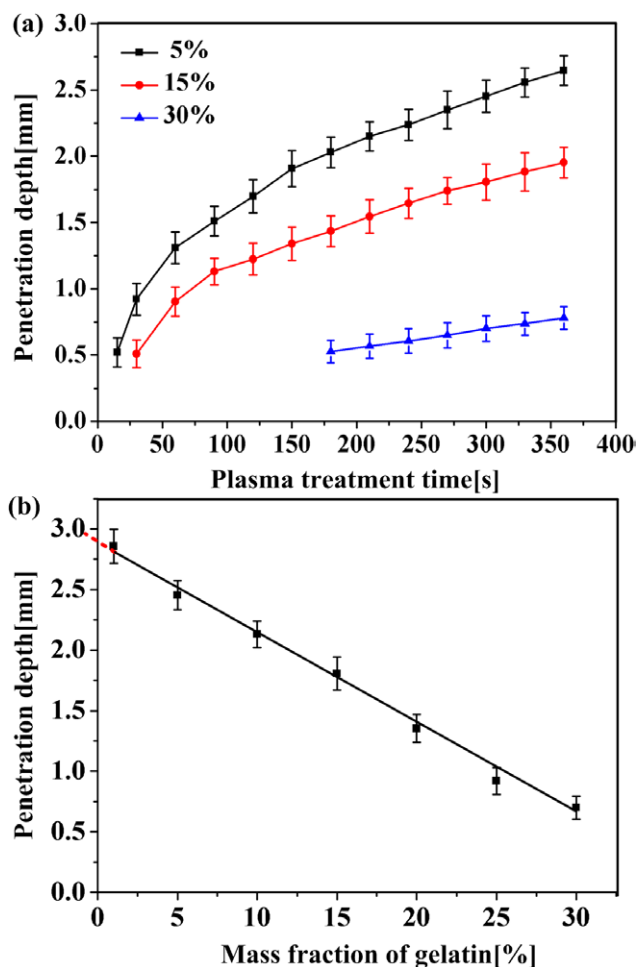 (a)
3.0
2.5
2.0
1.5
1.0
0.5
0.0
Penetration depth[mm]
5%
15%
30%
0 50 100 150 200 250 300 350 400
Plasma treatment time[s]
(b)
3.0
2.5
2.0
1.5
1.0
0.5
0.0
Penetration depth[mm]
0 5 10 15 20 25 30
Mass fraction of gelatin[%]